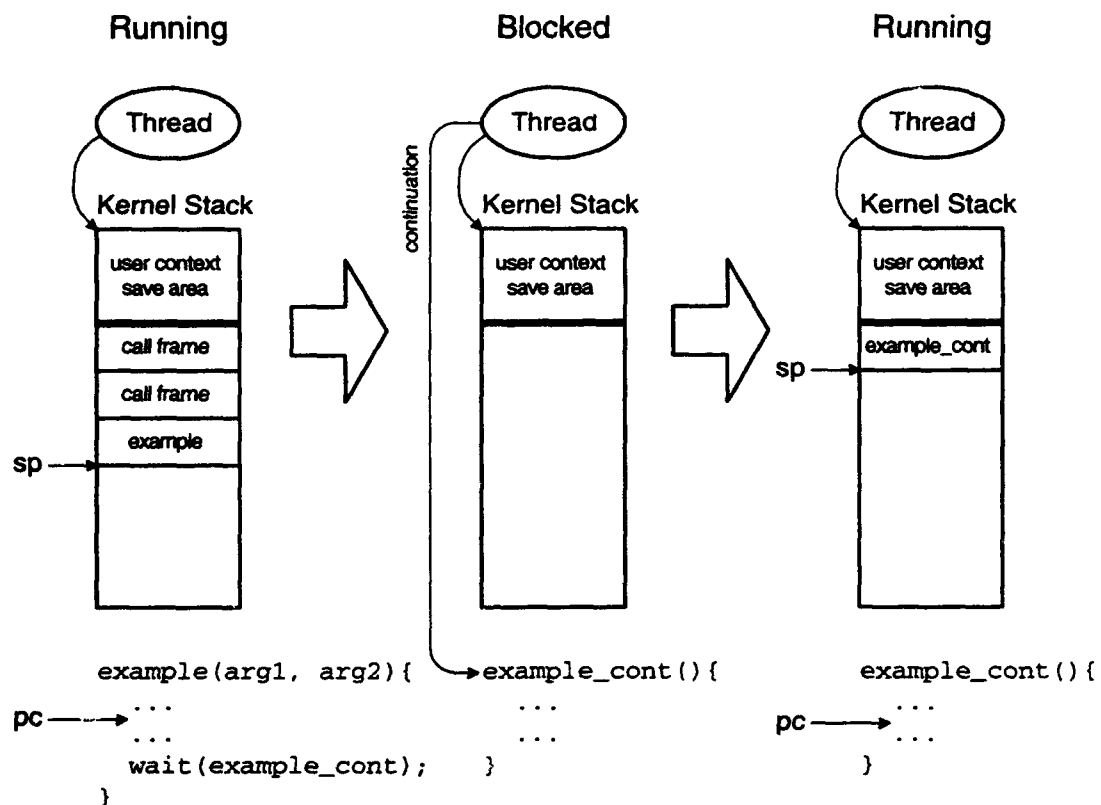 Running
Blocked
Running
Thread
Thread
Thread
continuation
Kernel Stack
Kernel Stack
Kernel Stack
user context
save area
user context
save area
user context
save area
call frame
call frame
example
sp
example_cont
sp
example(arg1, arg2){
...
...
wait(example_cont);
}
pc
example_cont(){
...
...
}
example_cont(){
...
...
}
pc